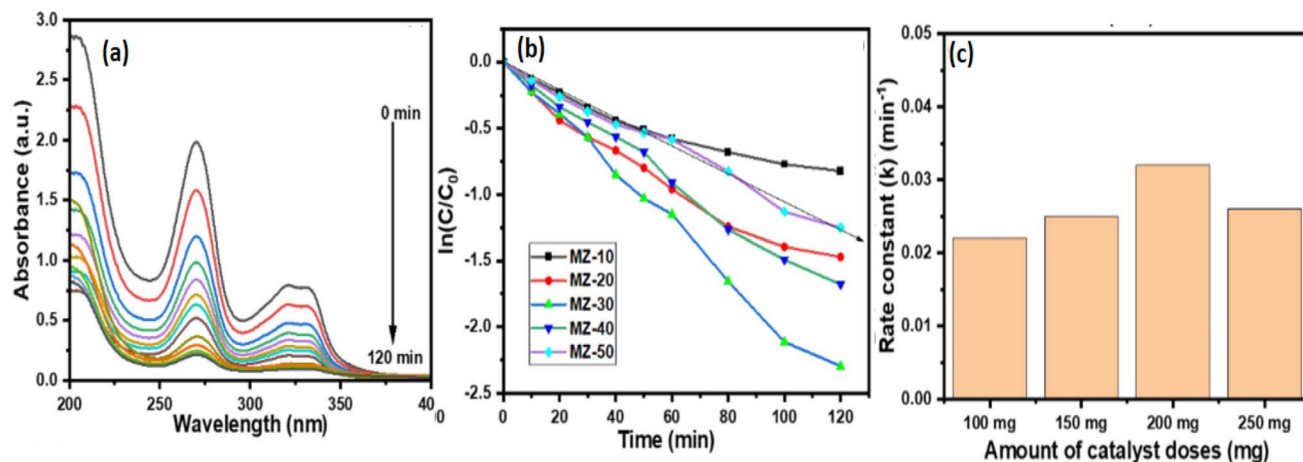 (a)
3.0
2.5
2.0
1.5
1.0
0.5
0.0
Absorbance (a.u.)
0 min
120 min
200 250 300 350 40
Wavelength (nm)
(b)
0.0
-0.5
-1.0
-1.5
-2.0
-2.5
ln(C/C₀)
MZ-10
MZ-20
MZ-30
MZ-40
MZ-50
0 20 40 60 80 100 120
Time (min)
(c)
0.05
0.04
0.03
0.02
0.01
0.00
Rate constant (k) (min⁻¹)
100 mg 150 mg 200 mg 250 mg
Amount of catalyst doses (mg)